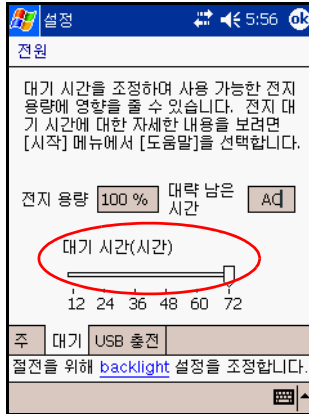 설정 5:56 ok
전원
대기 시간을 조정하며 사용 가능한 전지
용량에 영향을 줄 수 있습니다. 전지 대
기 시간에 대한 자세한 내용을 보려면
[시작] 메뉴에서 [도움말]을 선택합니다.
전지 용량 100 % 대략 남은 시간 AC
대기 시간(시간)
12 24 36 48 60 72
주 대기 USB 충전
절전을 위해 backlight 설정을 조정합니다.